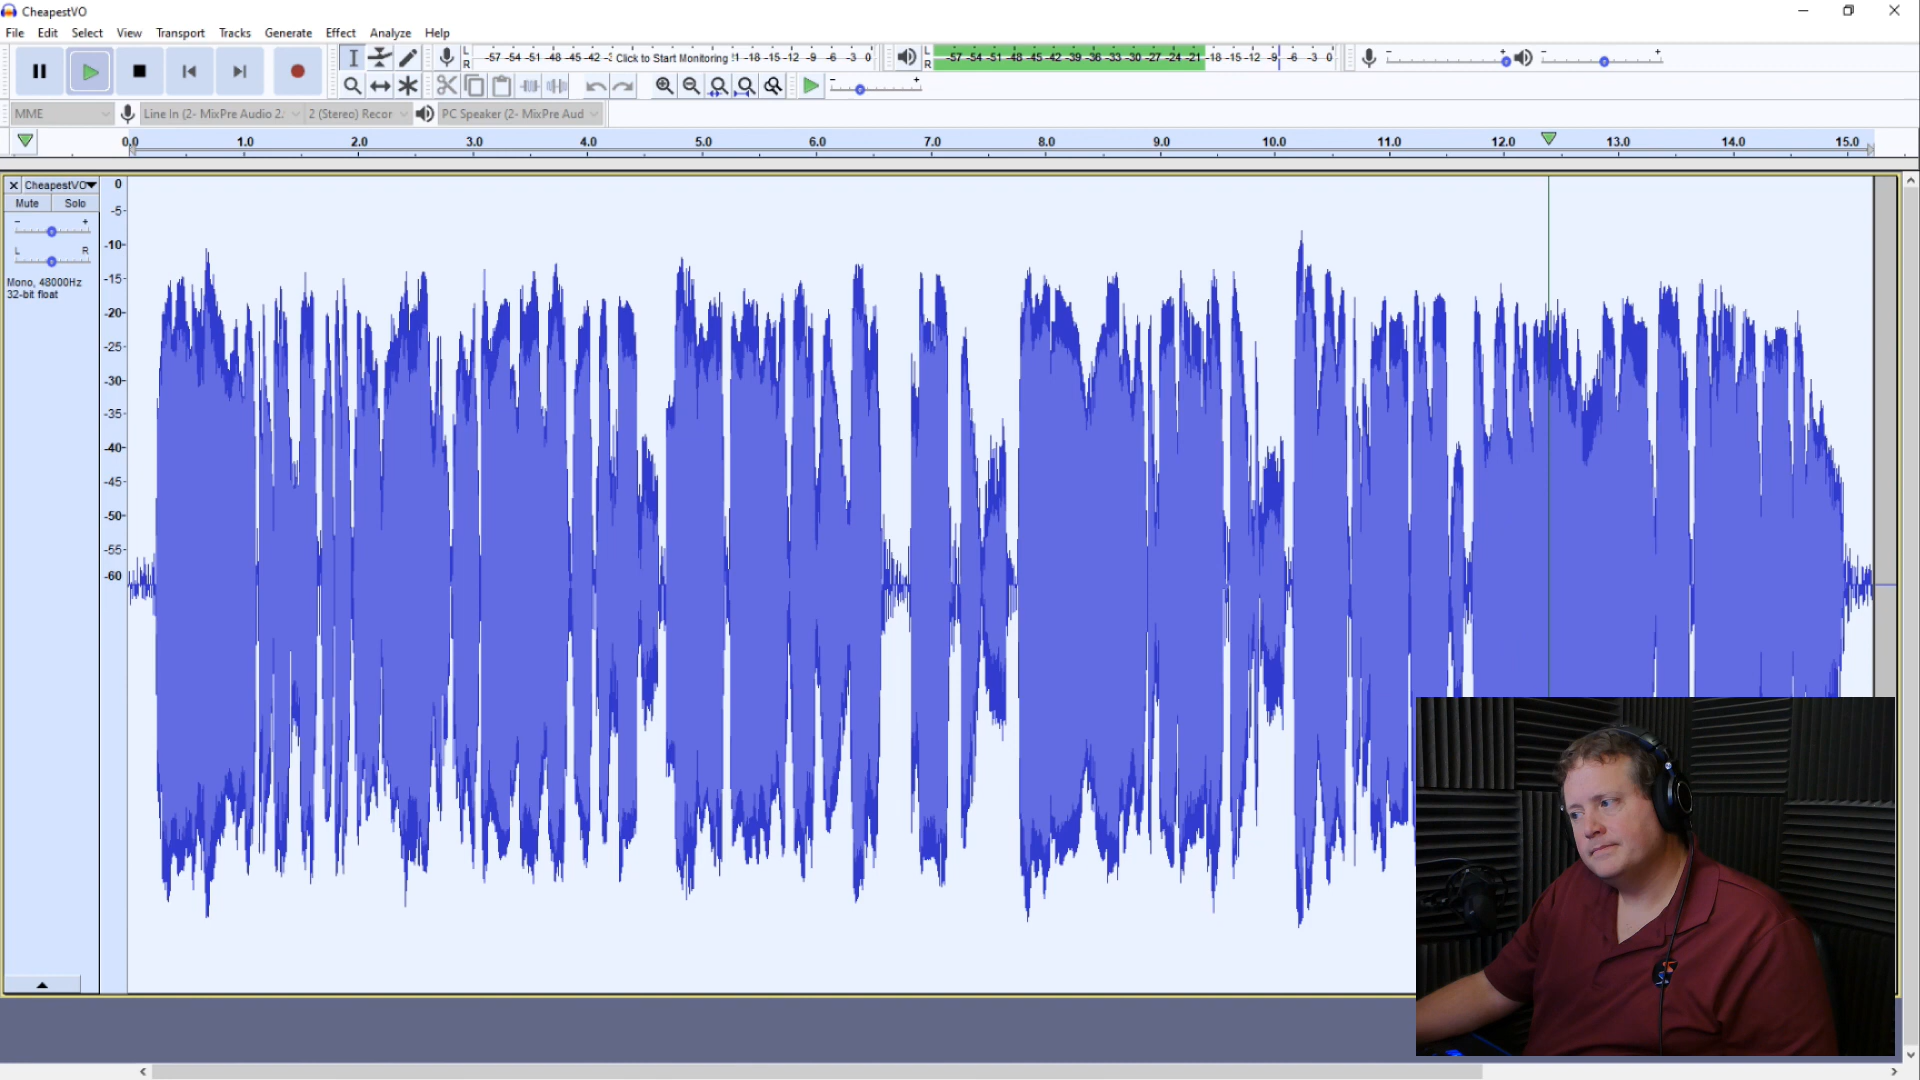 CheapestVO
File Edit Select View Transport Tracks Generate Effect Analyze Help
L
R
-57 -54 -51 -48 -45 -42 -3 Click to Start Monitoring !1 -18 -15 -12 -9 -6 -3 0
L
R
-57 -54 -51 -48 -45 -42 -39 -36 -33 -30 -27 -24 -21 -18 -15 -12 -9 -6 -3 0
MME Line In (2- MixPre Audio 2. 2 (Stereo) Recor PC Speaker (2- MixPre Aud
0.0 1.0 2.0 3.0 4.0 5.0 6.0 7.0 8.0 9.0 10.0 11.0 12.0 13.0 14.0 15.0
CheapestVO
Mute Solo
- +
L R
Mono, 48000Hz
32-bit float
0
-5
-10
-15
-20
-25
-30
-35
-40
-45
-50
-55
-60